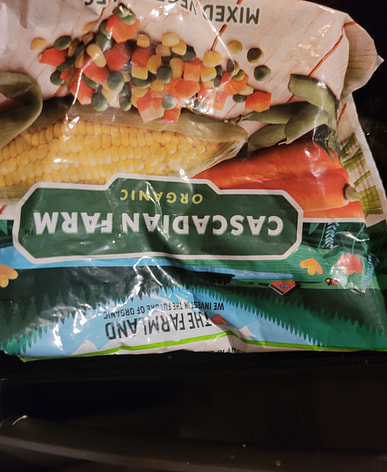 THE FARMLAND
WE INVEST IN THE FUTURE OF ORGANIC
CASCADIAN FARM
ORGANIC
MIXED VEG